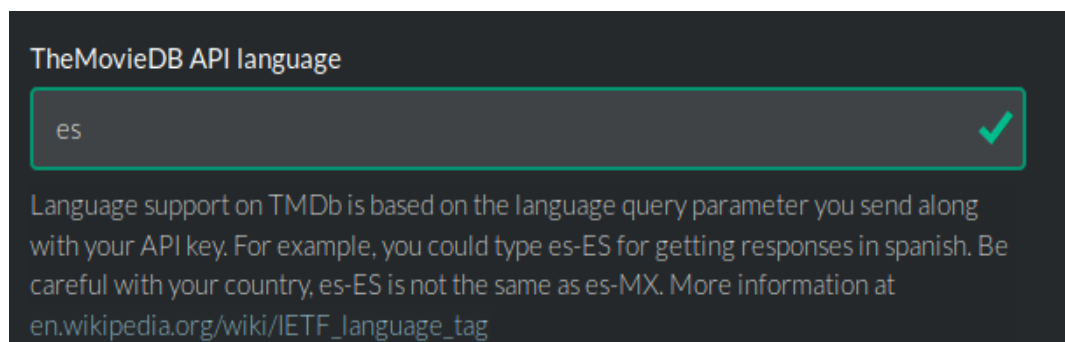 TheMovieDB API language
es
Language support on TMDb is based on the language query parameter you send along
with your API key. For example, you could type es-ES for getting responses in spanish. Be
careful with your country, es-ES is not the same as es-MX. More information at
en.wikipedia.org/wiki/IETF_language_tag